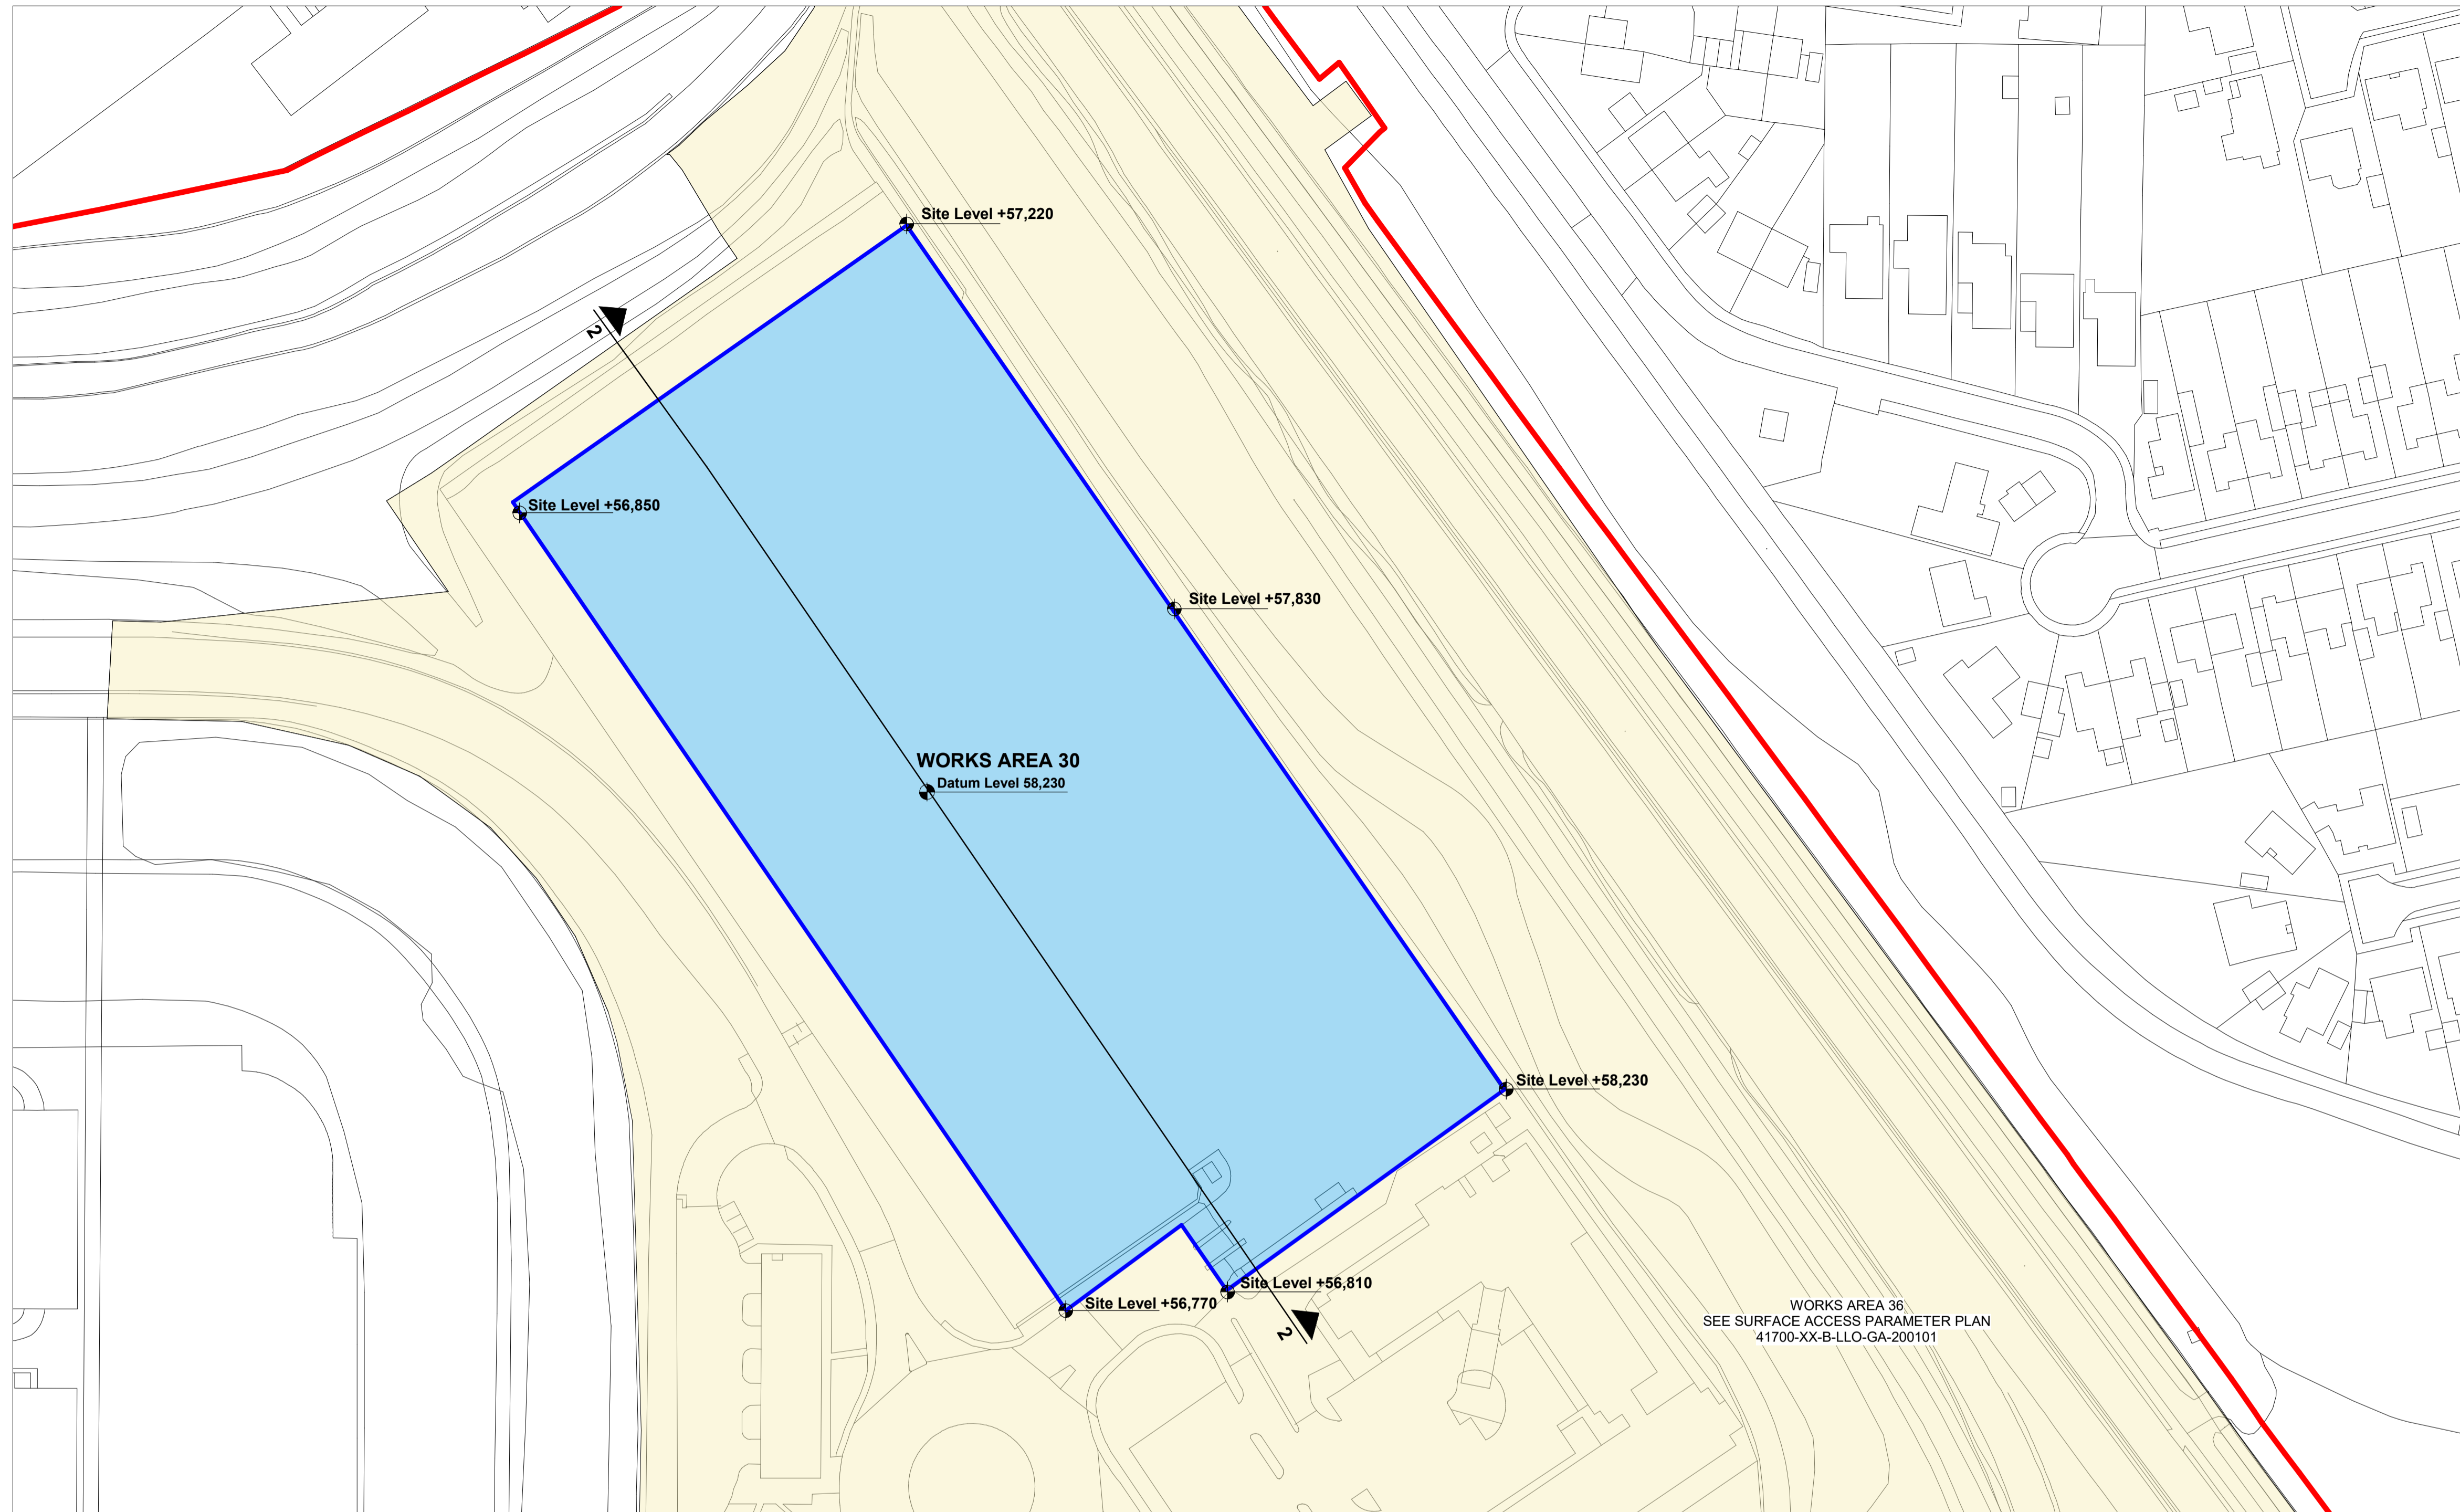 Site Level +57,220
2
Site Level +56,850
Site Level +57,830
WORKS AREA 30
Datum Level 58,230
Site Level +58,230
Site Level +56,810
Site Level +56,770
2
WORKS AREA 36
SEE SURFACE ACCESS PARAMETER PLAN
41700-XX-B-LLO-GA-200101